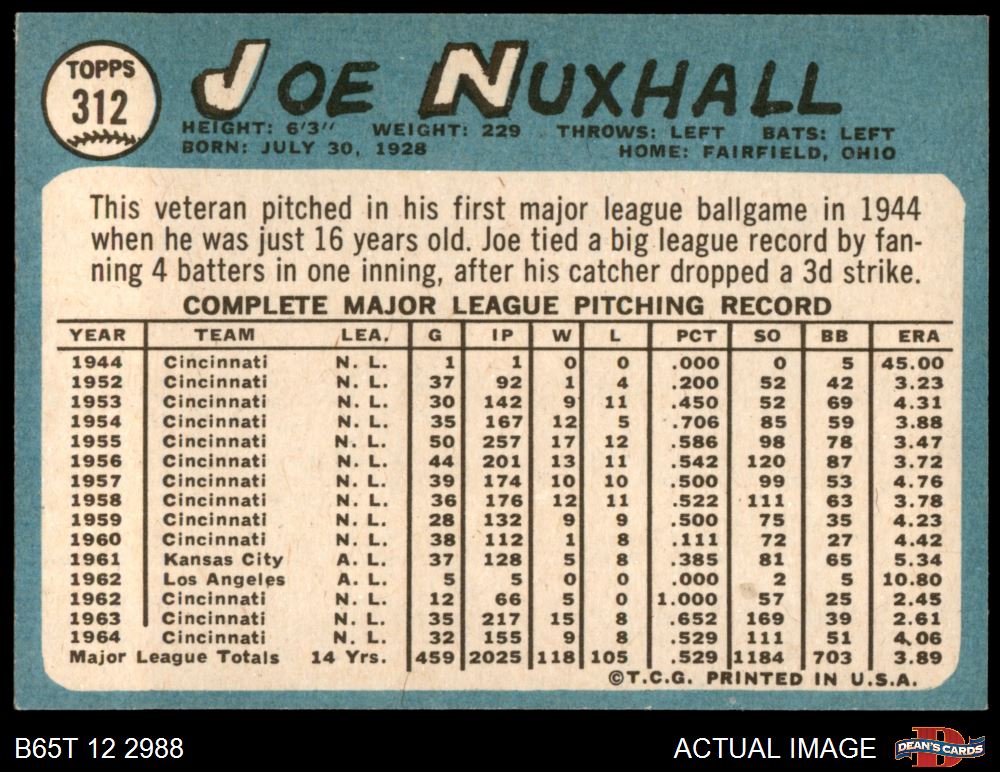 TOPPS
312
JOE NUXHALL
HEIGHT: 6'3" WEIGHT: 229 THROWS: LEFT BATS: LEFT
BORN: JULY 30, 1928 HOME: FAIRFIELD, OHIO
This veteran pitched in his first major league ballgame in 1944
when he was just 16 years old. Joe tied a big league record by fan-
ning 4 batters in one inning, after his catcher dropped a 3d strike.
COMPLETE MAJOR LEAGUE PITCHING RECORD
YEAR TEAM LEA. G IP W L PCT SO BB ERA
1944 Cincinnati N. L. 1 1 0 0 .000 0 5 45.00
1952 Cincinnati N. L. 37 92 1 4 .200 52 42 3.23
1953 Cincinnati N. L. 30 142 9 11 .450 52 69 4.31
1954 Cincinnati N. L. 35 167 12 5 .706 85 59 3.88
1955 Cincinnati N. L. 50 257 17 12 .586 98 78 3.47
1956 Cincinnati N. L. 44 201 13 11 .542 120 87 3.72
1957 Cincinnati N. L. 39 174 10 10 .500 99 53 4.76
1958 Cincinnati N. L. 36 176 12 11 .522 111 63 3.78
1959 Cincinnati N. L. 28 132 9 9 .500 75 35 4.23
1960 Cincinnati N. L. 38 112 1 8 .111 72 27 4.42
1961 Kansas City A. L. 37 128 5 8 .385 81 65 5.34
1962 Los Angeles A. L. 5 5 0 0 .000 2 5 10.80
1962 Cincinnati N. L. 12 66 5 0 1.000 57 25 2.45
1963 Cincinnati N. L. 35 217 15 8 .652 169 39 2.61
1964 Cincinnati N. L. 32 155 9 8 .529 111 51 4.06
Major League Totals 14 Yrs. 459 2025 118 105 .529 1184 703 3.89
©T.C.G. PRINTED IN U.S.A.
B65T 12 2988 ACTUAL IMAGE
DEAN'S CARDS